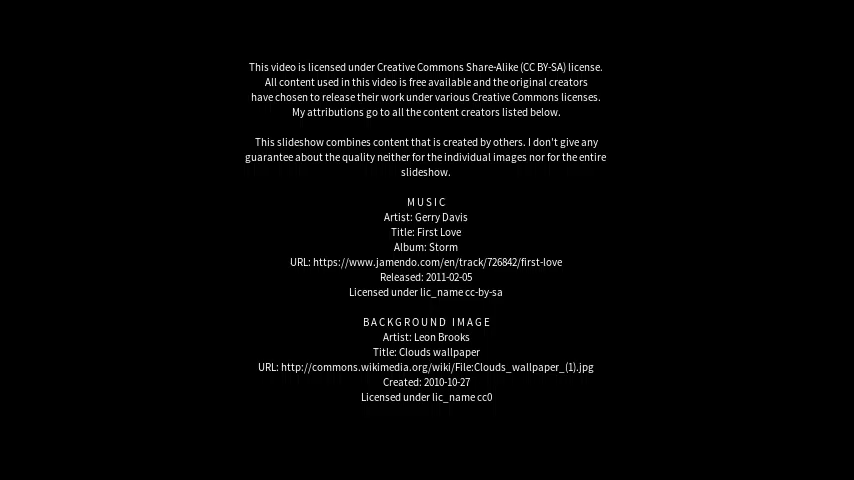 This video is licensed under Creative Commons Share-Alike (CC BY-SA) license.
All content used in this video is free available and the original creators
have chosen to release their work under various Creative Commons licenses.
My attributions go to all the content creators listed below.
This slideshow combines content that is created by others. I don't give any
guarantee about the quality neither for the individual images nor for the entire
slideshow.
M U S I C
Artist: Gerry Davis
Title: First Love
Album: Storm
URL: https://www.jamendo.com/en/track/726842/first-love
Released: 2011-02-05
Licensed under lic_name cc-by-sa
B A C K G R O U N D   I M A G E
Artist: Leon Brooks
Title: Clouds wallpaper
URL: http://commons.wikimedia.org/wiki/File:Clouds_wallpaper_(1).jpg
Created: 2010-10-27
Licensed under lic_name cc0